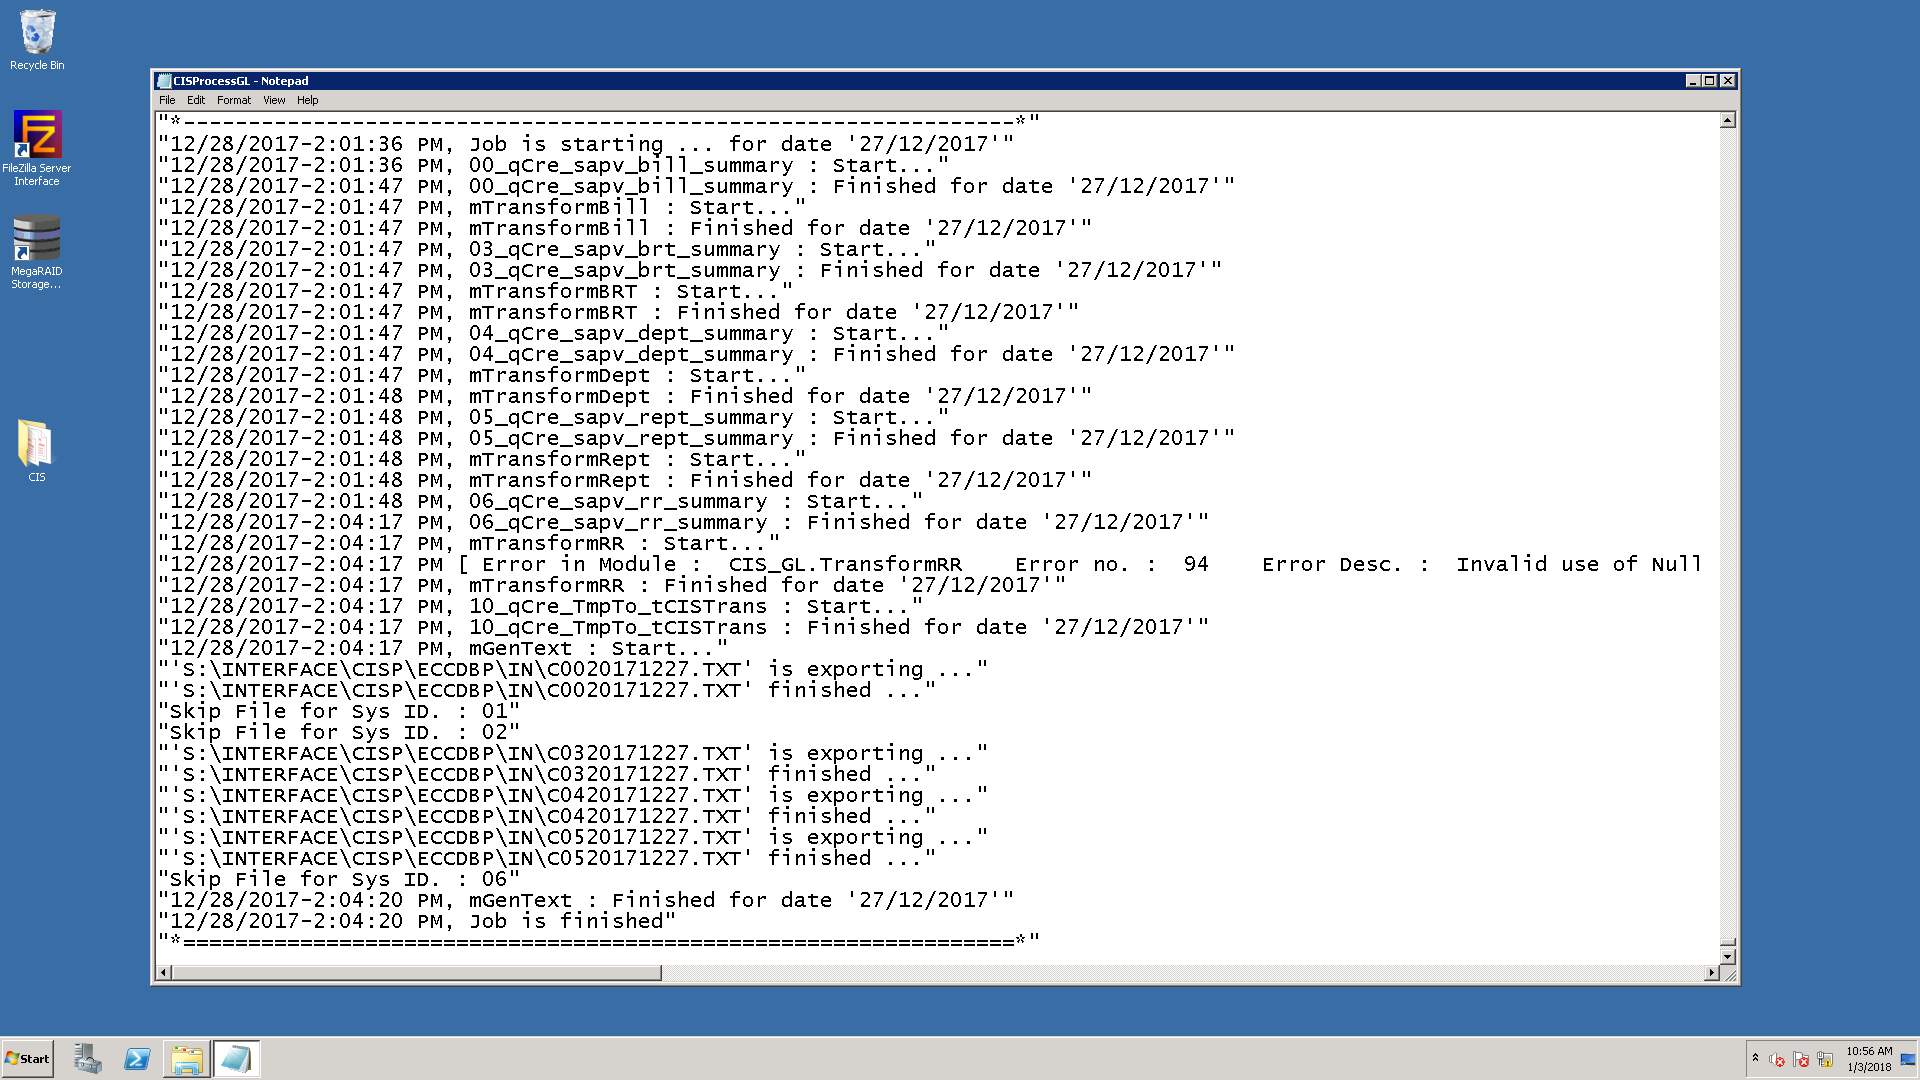 Recycle Bin
FileZilla Server
Interface
MegaRAID
Storage...
CIS
CISProcessGL - Notepad
File Edit Format View Help
"*----------------------------------------------------------------*"
"12/28/2017-2:01:36 PM, Job is starting ... for date '27/12/2017'"
"12/28/2017-2:01:36 PM, 00_qCre_sapv_bill_summary : Start..."
"12/28/2017-2:01:47 PM, 00_qCre_sapv_bill_summary : Finished for date '27/12/2017'"
"12/28/2017-2:01:47 PM, mTransformBill : Start..."
"12/28/2017-2:01:47 PM, mTransformBill : Finished for date '27/12/2017'"
"12/28/2017-2:01:47 PM, 03_qCre_sapv_brt_summary : Start..."
"12/28/2017-2:01:47 PM, 03_qCre_sapv_brt_summary : Finished for date '27/12/2017'"
"12/28/2017-2:01:47 PM, mTransformBRT : Start..."
"12/28/2017-2:01:47 PM, mTransformBRT : Finished for date '27/12/2017'"
"12/28/2017-2:01:47 PM, 04_qCre_sapv_dept_summary : Start..."
"12/28/2017-2:01:47 PM, 04_qCre_sapv_dept_summary : Finished for date '27/12/2017'"
"12/28/2017-2:01:47 PM, mTransformDept : Start..."
"12/28/2017-2:01:48 PM, mTransformDept : Finished for date '27/12/2017'"
"12/28/2017-2:01:48 PM, 05_qCre_sapv_rept_summary : Start..."
"12/28/2017-2:01:48 PM, 05_qCre_sapv_rept_summary : Finished for date '27/12/2017'"
"12/28/2017-2:01:48 PM, mTransformRept : Start..."
"12/28/2017-2:01:48 PM, mTransformRept : Finished for date '27/12/2017'"
"12/28/2017-2:01:48 PM, 06_qCre_sapv_rr_summary : Start..."
"12/28/2017-2:04:17 PM, 06_qCre_sapv_rr_summary : Finished for date '27/12/2017'"
"12/28/2017-2:04:17 PM, mTransformRR : Start..."
"12/28/2017-2:04:17 PM [ Error in Module :  CIS_GL.TransformRR    Error no. :  94    Error Desc. :  Invalid use of Null
"12/28/2017-2:04:17 PM, mTransformRR : Finished for date '27/12/2017'"
"12/28/2017-2:04:17 PM, 10_qCre_TmpTo_tCISTrans : Start..."
"12/28/2017-2:04:17 PM, 10_qCre_TmpTo_tCISTrans : Finished for date '27/12/2017'"
"12/28/2017-2:04:17 PM, mGenText : Start..."
"'S:\INTERFACE\CISP\ECCDBP\IN\C0020171227.TXT' is exporting ..."
"'S:\INTERFACE\CISP\ECCDBP\IN\C0020171227.TXT' finished ..."
"Skip File for Sys ID. : 01"
"Skip File for Sys ID. : 02"
"'S:\INTERFACE\CISP\ECCDBP\IN\C0320171227.TXT' is exporting ..."
"'S:\INTERFACE\CISP\ECCDBP\IN\C0320171227.TXT' finished ..."
"'S:\INTERFACE\CISP\ECCDBP\IN\C0420171227.TXT' is exporting ..."
"'S:\INTERFACE\CISP\ECCDBP\IN\C0420171227.TXT' finished ..."
"'S:\INTERFACE\CISP\ECCDBP\IN\C0520171227.TXT' is exporting ..."
"'S:\INTERFACE\CISP\ECCDBP\IN\C0520171227.TXT' finished ..."
"Skip File for Sys ID. : 06"
"12/28/2017-2:04:20 PM, mGenText : Finished for date '27/12/2017'"
"12/28/2017-2:04:20 PM, Job is finished"
"*================================================================*"
Start
10:56 AM
1/3/2018